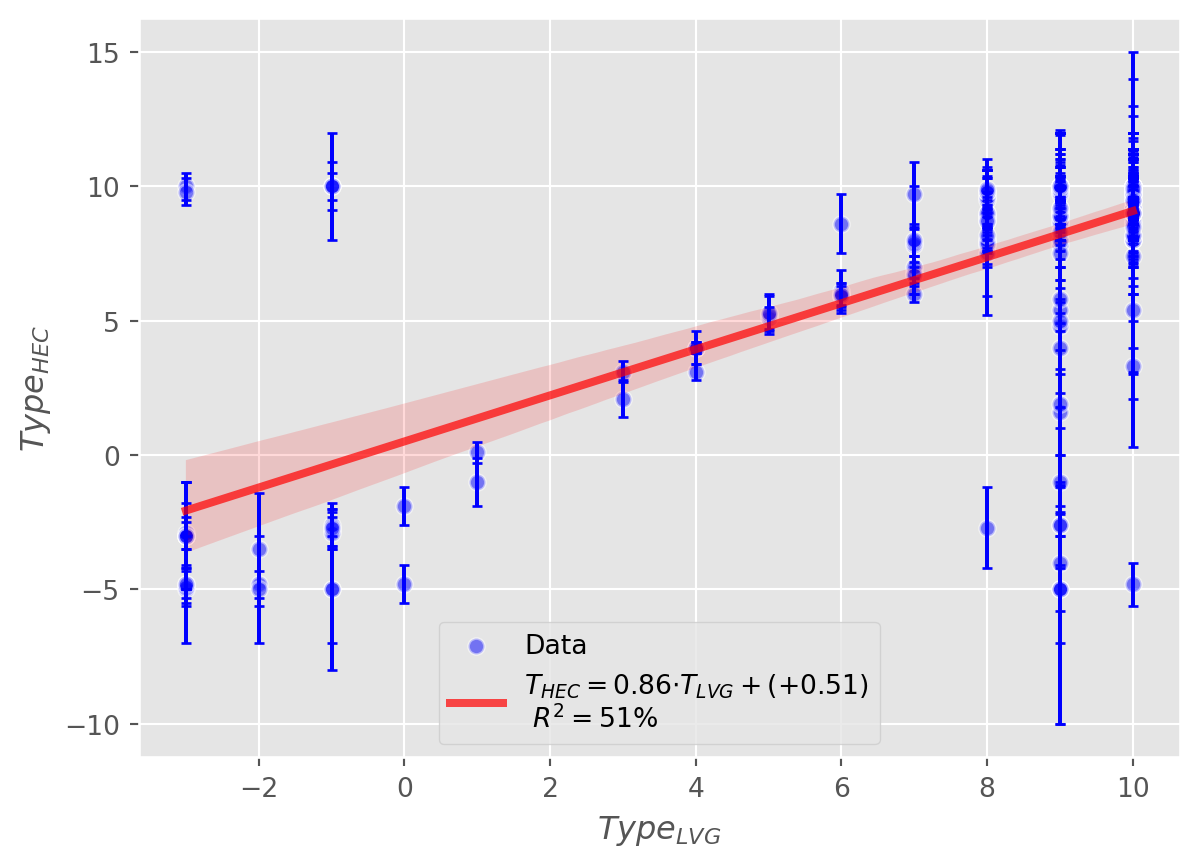 15
10
5
0
−5
−10
Type_HEC
Data
T_HEC = 0.86·T_LVG + (+0.51)
R² = 51%
−2
0
2
4
6
8
10
Type_LVG